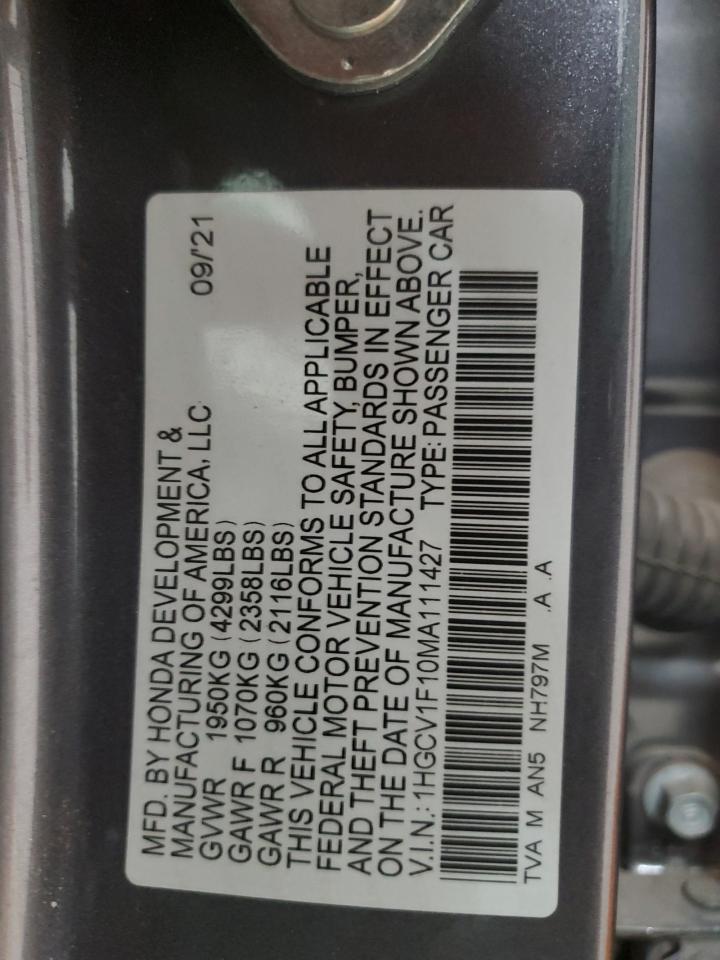 MFD. BY HONDA DEVELOPMENT &
MANUFACTURING OF AMERICA, LLC 09/'21
GVWR 1950KG (4299LBS)
GAWR F 1070KG (2358LBS)
GAWR R 960KG (2116LBS)
THIS VEHICLE CONFORMS TO ALL APPLICABLE
FEDERAL MOTOR VEHICLE SAFETY, BUMPER,
AND THEFT PREVENTION STANDARDS IN EFFECT
ON THE DATE OF MANUFACTURE SHOWN ABOVE.
V.I.N.: 1HGCV1F10MA111427 TYPE: PASSENGER CAR
TVA M AN5 NH797M .A .A